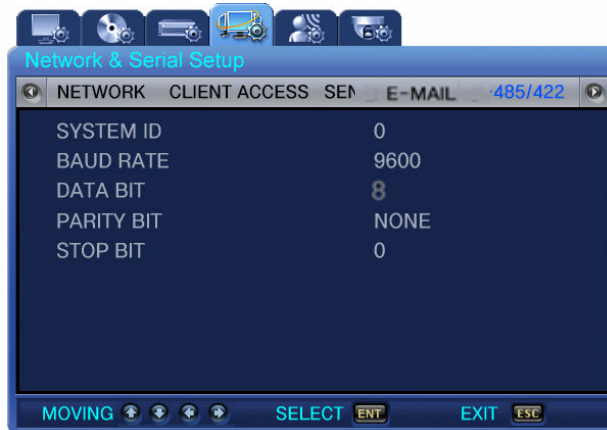 Network & Serial Setup
NETWORK CLIENT ACCESS SEN E-MAIL -485/422
SYSTEM ID 0
BAUD RATE 9600
DATA BIT 8
PARITY BIT NONE
STOP BIT 0
MOVING SELECT ENT EXIT ESC